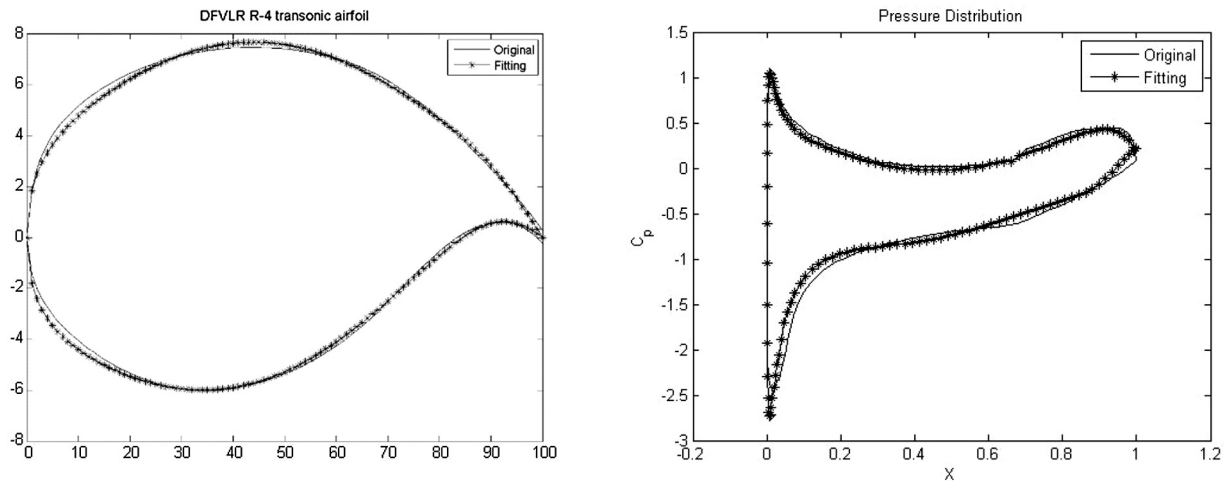 DFVLR R-4 transonic airfoil
8
6
4
2
0
-2
-4
-6
-8
0 10 20 30 40 50 60 70 80 90 100
Original
Fitting
Pressure Distribution
1.5
1
0.5
0
-0.5
-1
-1.5
-2
-2.5
-3
-0.2 0 0.2 0.4 0.6 0.8 1 1.2
C_p
X
Original
Fitting